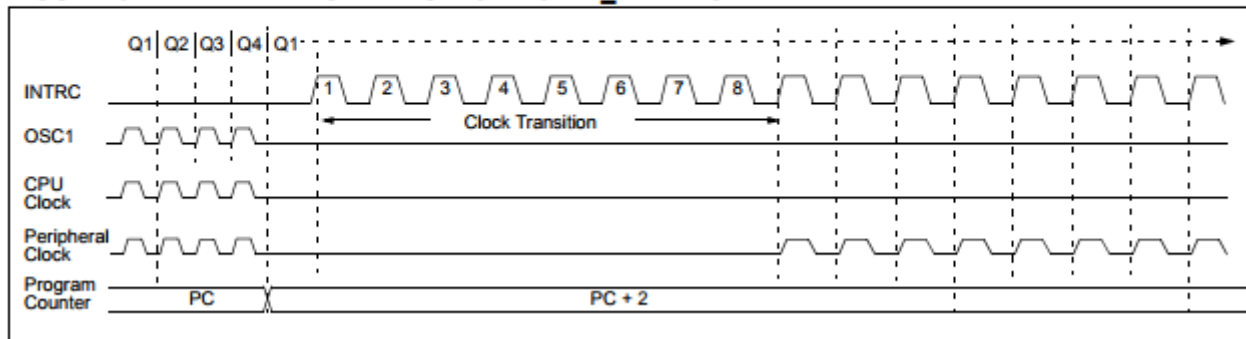 Q1 Q2 Q3 Q4 Q1
INTRC 1 2 3 4 5 6 7 8
Clock Transition
OSC1
CPU
Clock
Peripheral
Clock
Program
Counter PC PC + 2